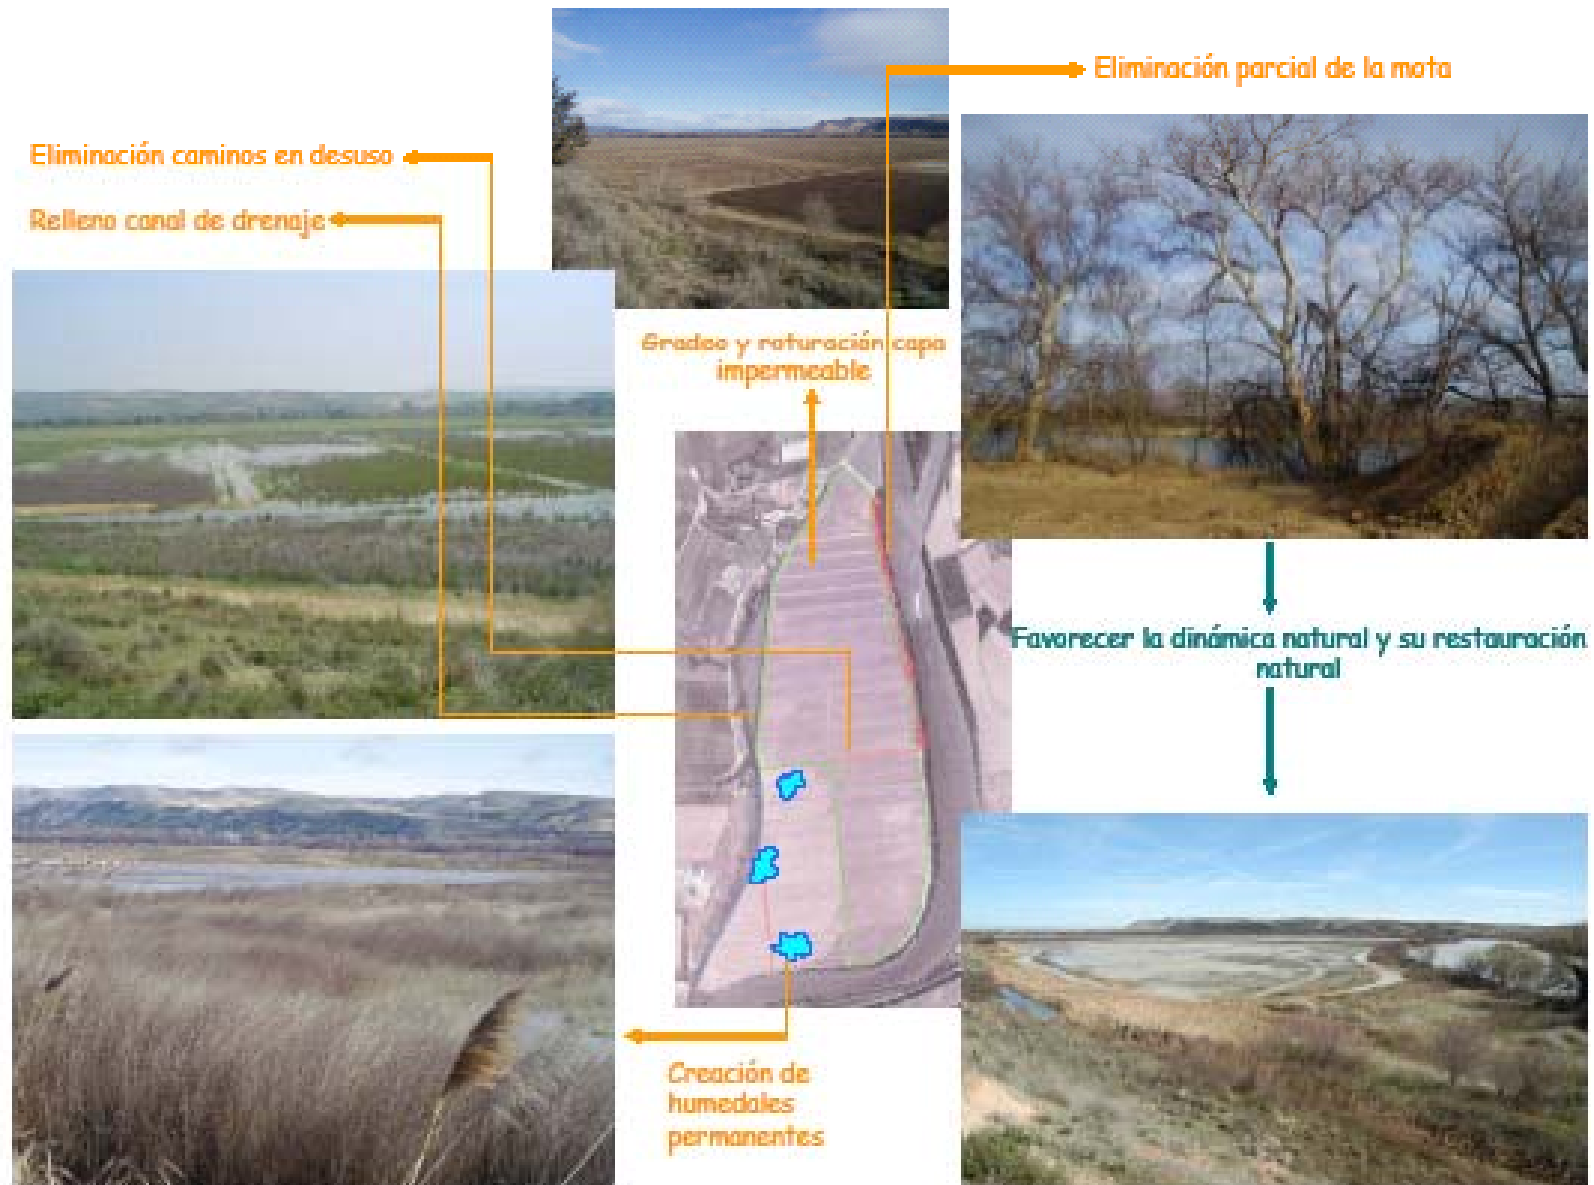 Eliminación parcial de la mota
Eliminación caminos en desuso
Relleno canal de drenaje
Gradeo y roturación capa
impermeable
Favorecer la dinámica natural y su restauración
natural
Creación de
humedales
permanentes